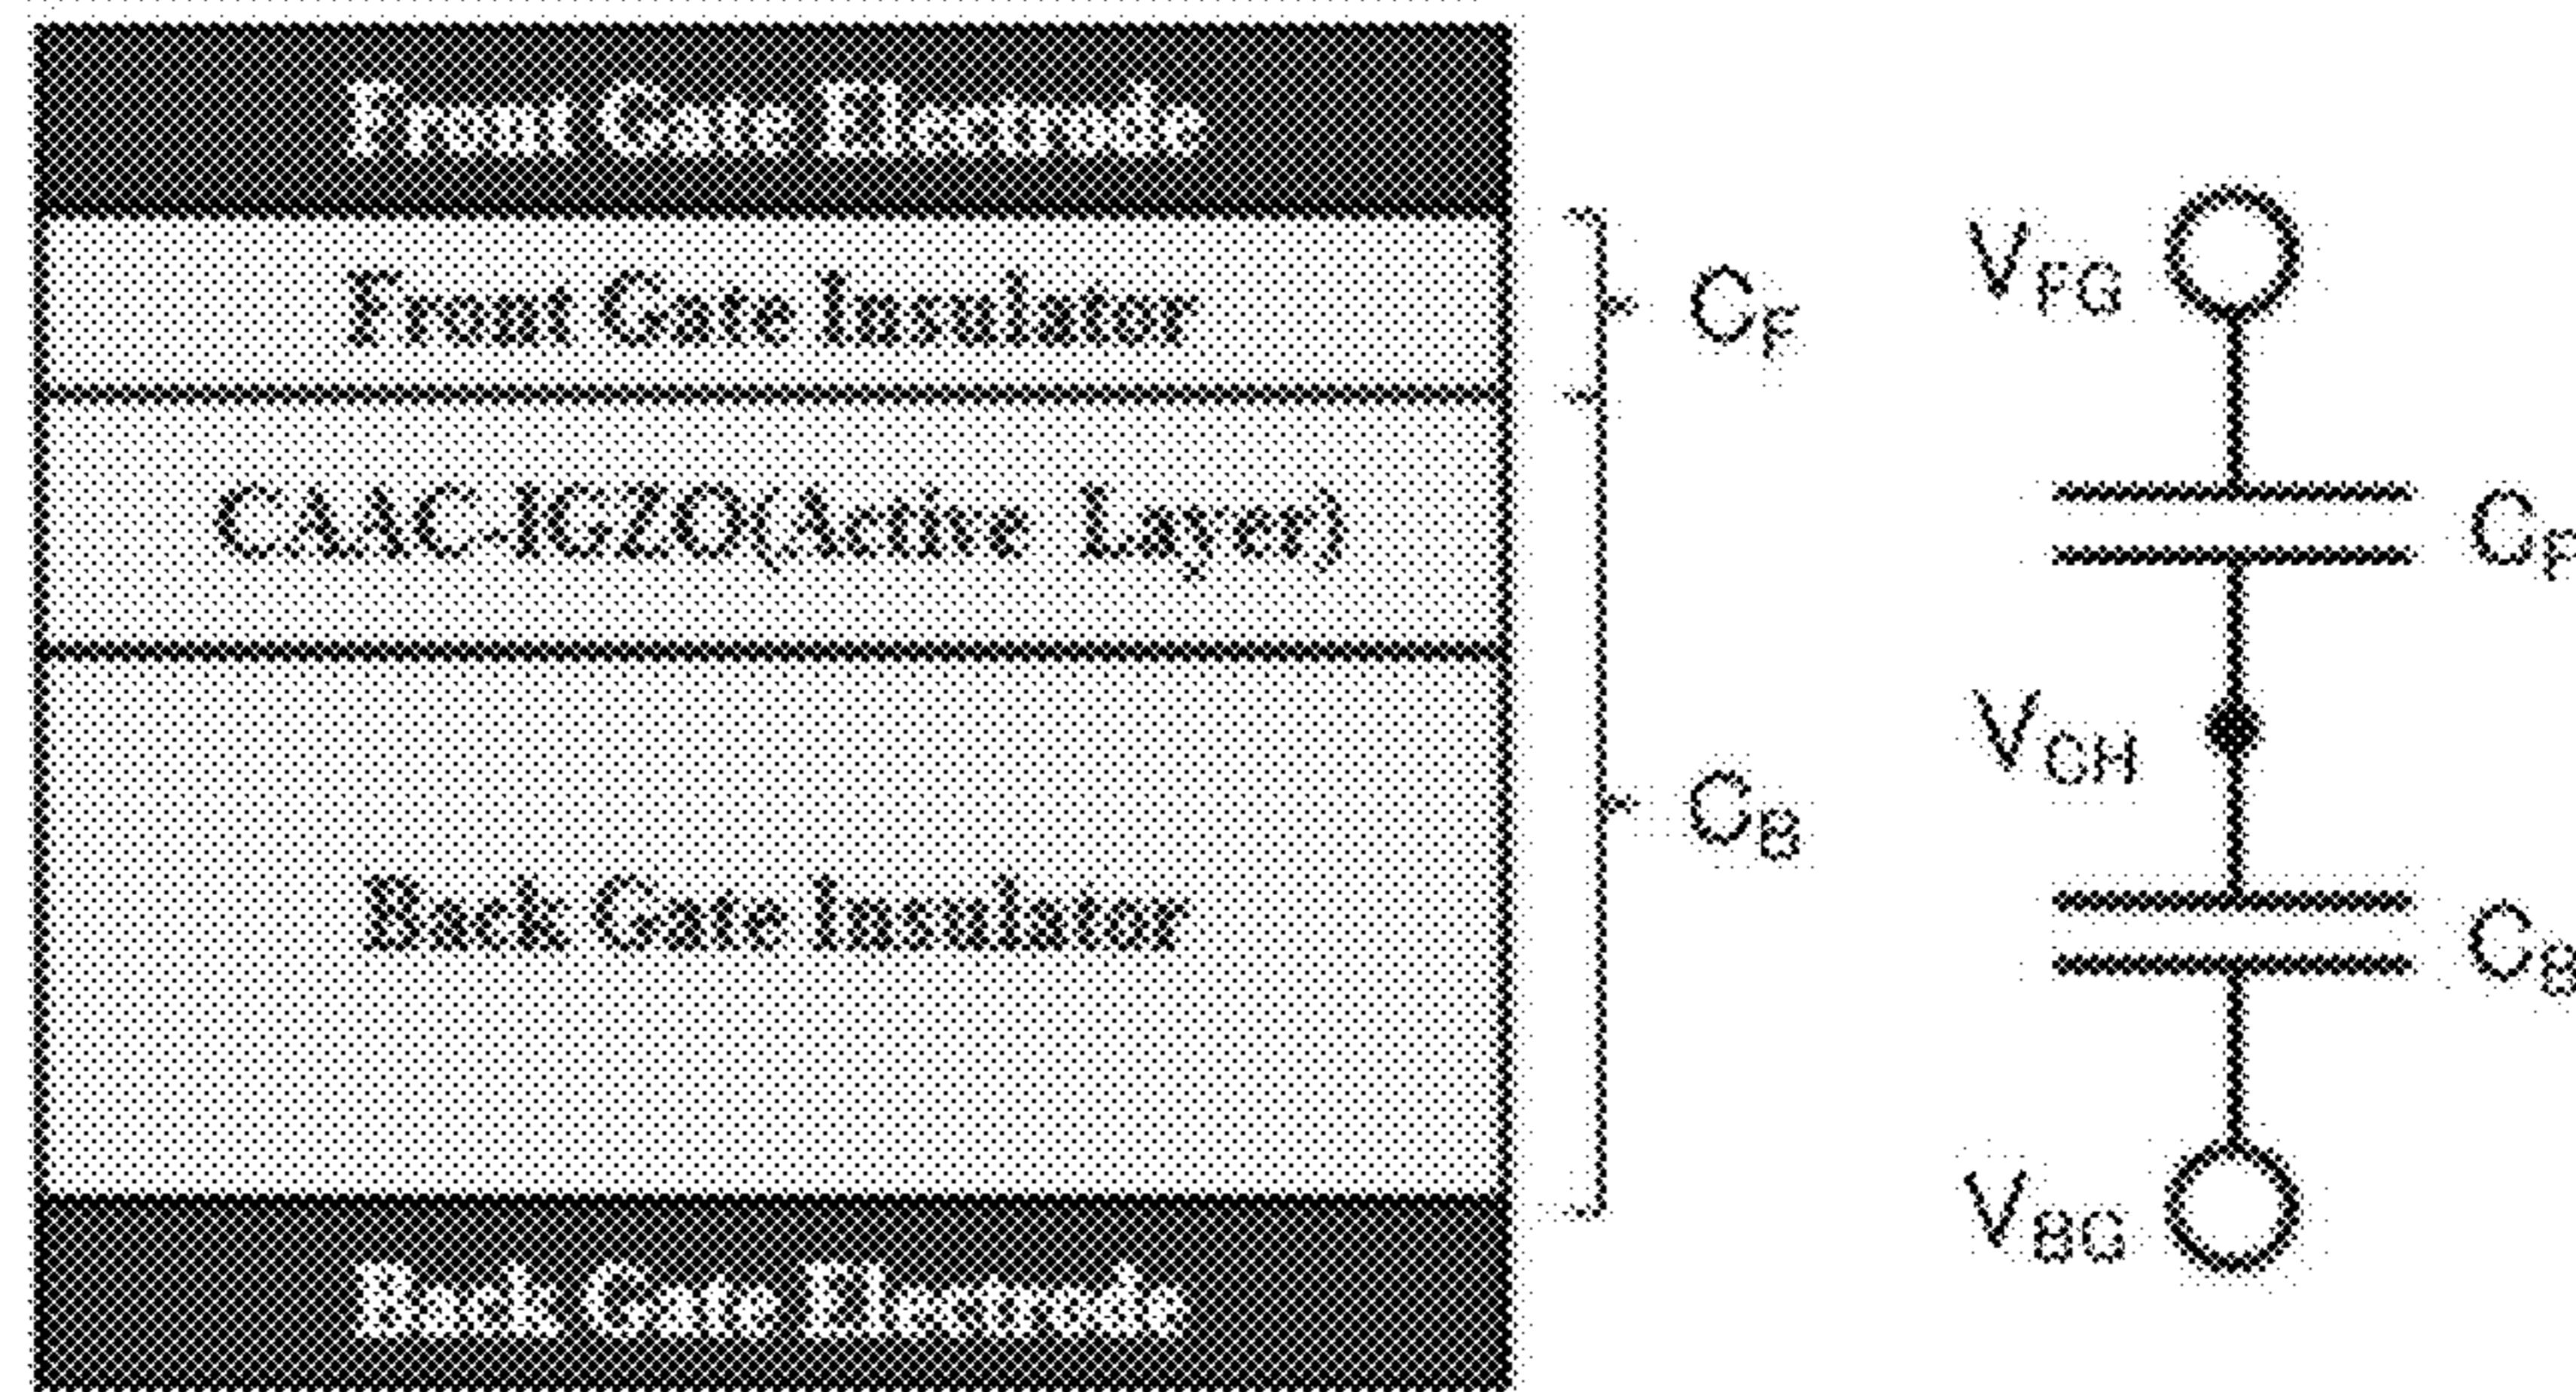 Front Gate Electrode
Front Gate Insulator
CAAC-IGZO(Active Layer)
Back Gate Insulator
Back Gate Electrode
CF
CB
VFG
CF
VCH
CB
VBG